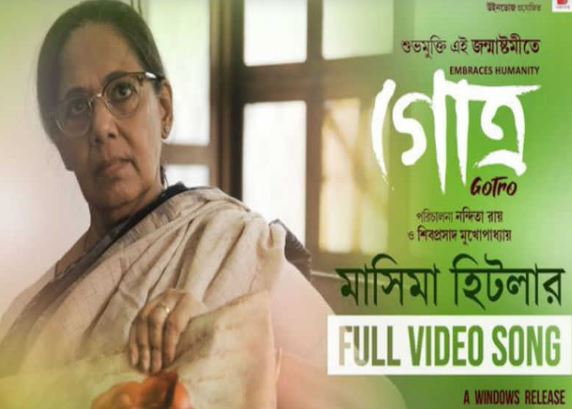 উইন্ডোজ প্রযোজিত
শুভমুক্তি এই জন্মাষ্টমীতে
EMBRACES HUMANITY
গোত্র
GOTRO
পরিচালনা নন্দিতা রায়
ও শিবপ্রসাদ মুখোপাধ্যায়
মাসিমা হিটলার
FULL VIDEO SONG
A WINDOWS RELEASE